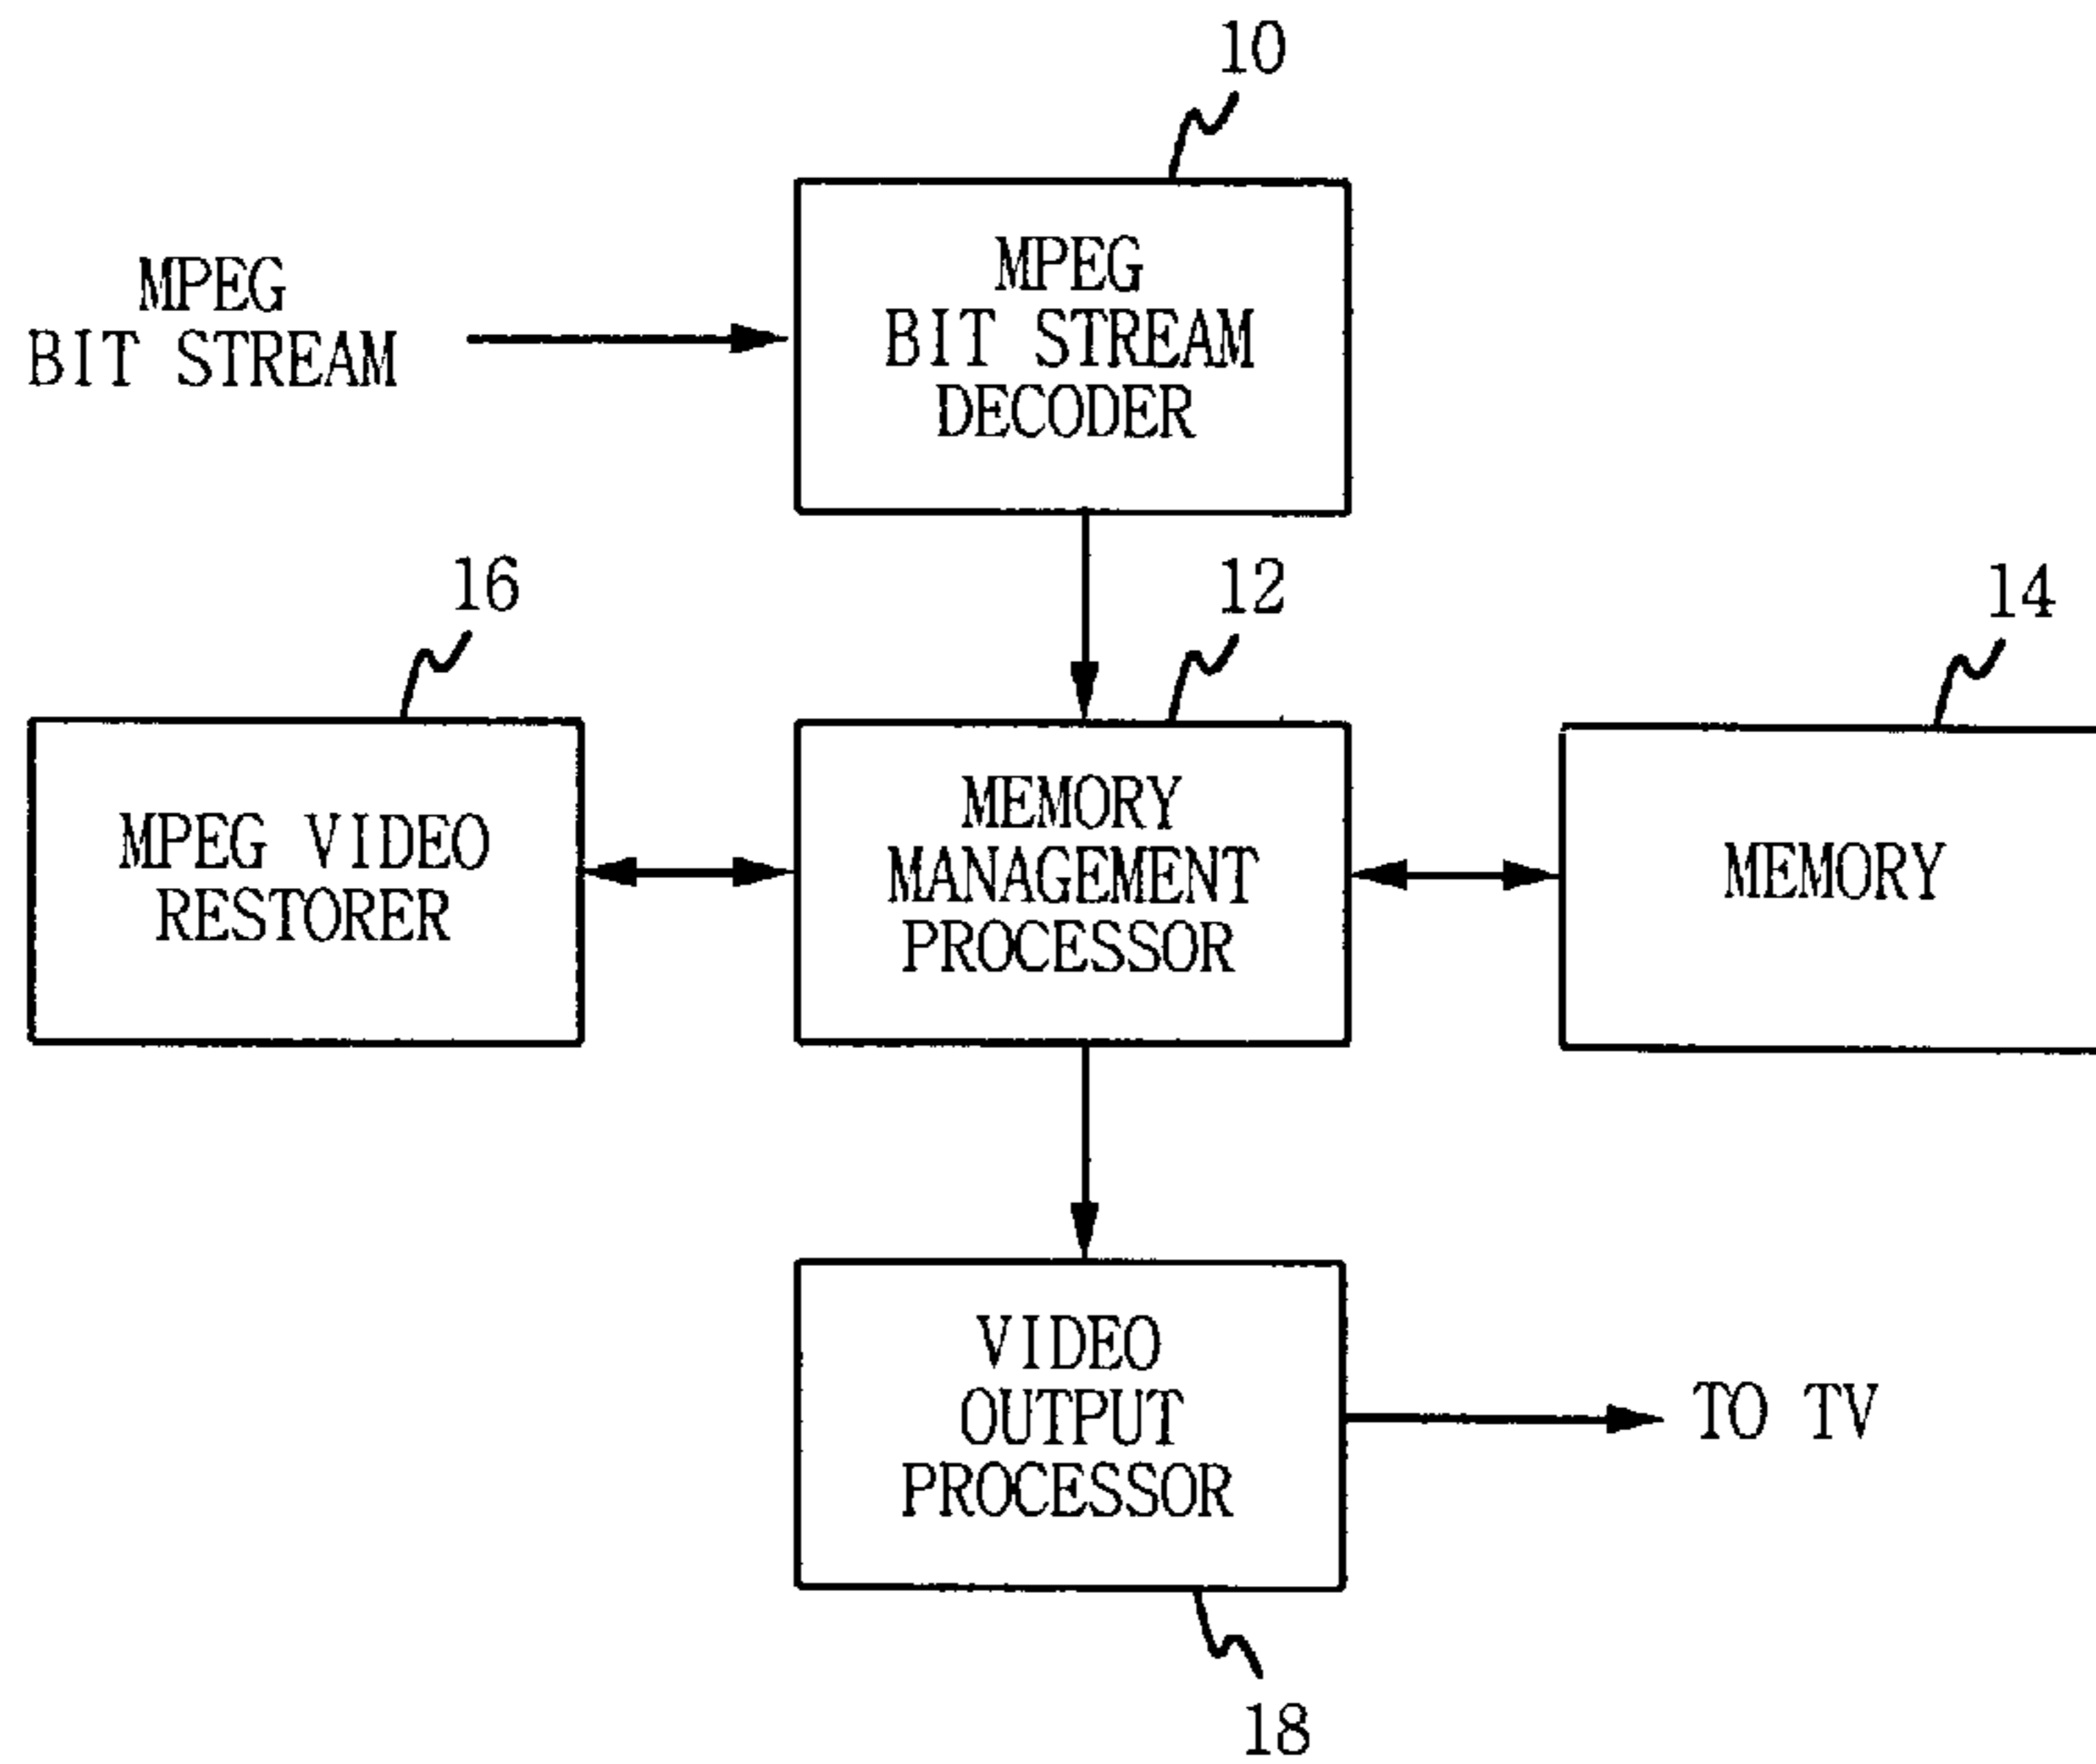 10
MPEG
BIT STREAM
MPEG
BIT STREAM
DECODER
16
12
14
MPEG VIDEO
RESTORER
MEMORY
MANAGEMENT
PROCESSOR
MEMORY
VIDEO
OUTPUT
PROCESSOR
TO TV
18